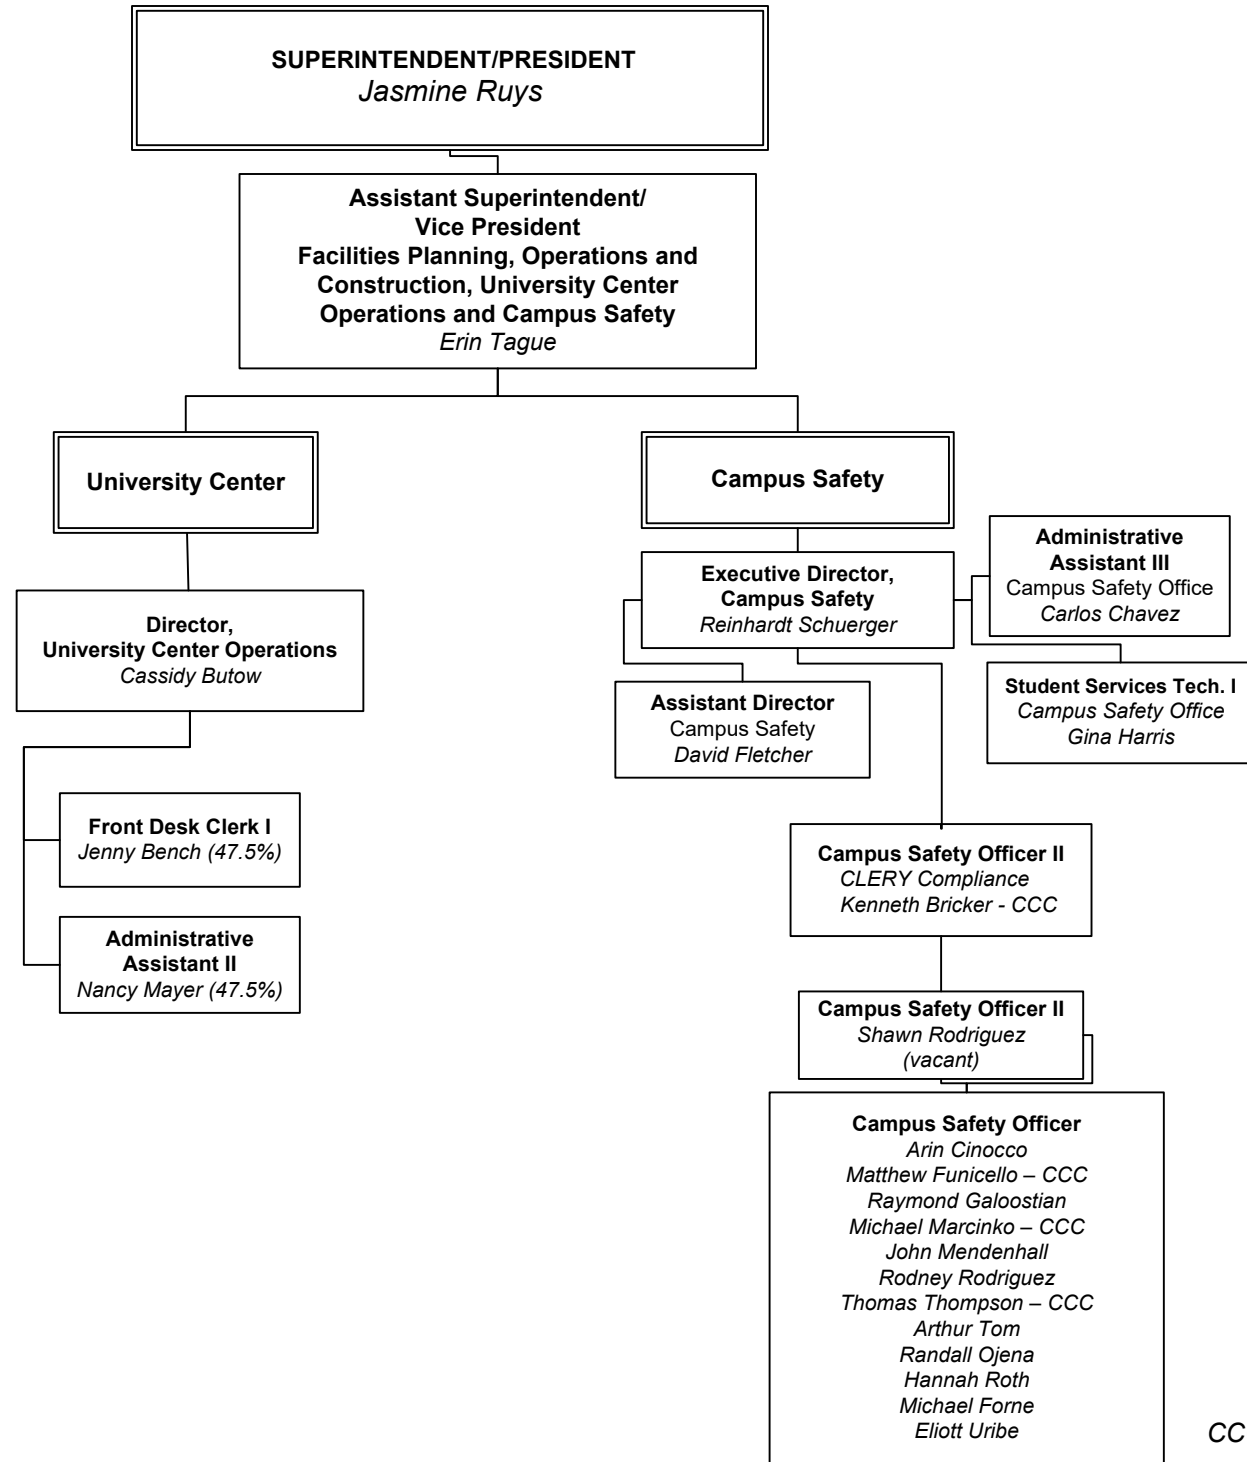 SUPERINTENDENT/PRESIDENT
Jasmine Ruys
Assistant Superintendent/
Vice President
Facilities Planning, Operations and
Construction, University Center
Operations and Campus Safety
Erin Tague
University Center
Director,
University Center Operations
Cassidy Butow
Front Desk Clerk I
Jenny Bench (47.5%)
Administrative
Assistant II
Nancy Mayer (47.5%)
Campus Safety
Executive Director,
Campus Safety
Reinhardt Schuerger
Administrative
Assistant III
Campus Safety Office
Carlos Chavez
Student Services Tech. I
Campus Safety Office
Gina Harris
Assistant Director
Campus Safety
David Fletcher
Campus Safety Officer II
CLERY Compliance
Kenneth Bricker - CCC
Campus Safety Officer II
Shawn Rodriguez
(vacant)
Campus Safety Officer
Arin Cinocco
Matthew Funicello – CCC
Raymond Galoostian
Michael Marcinko – CCC
John Mendenhall
Rodney Rodriguez
Thomas Thompson – CCC
Arthur Tom
Randall Ojena
Hannah Roth
Michael Forne
Eliott Uribe
CC